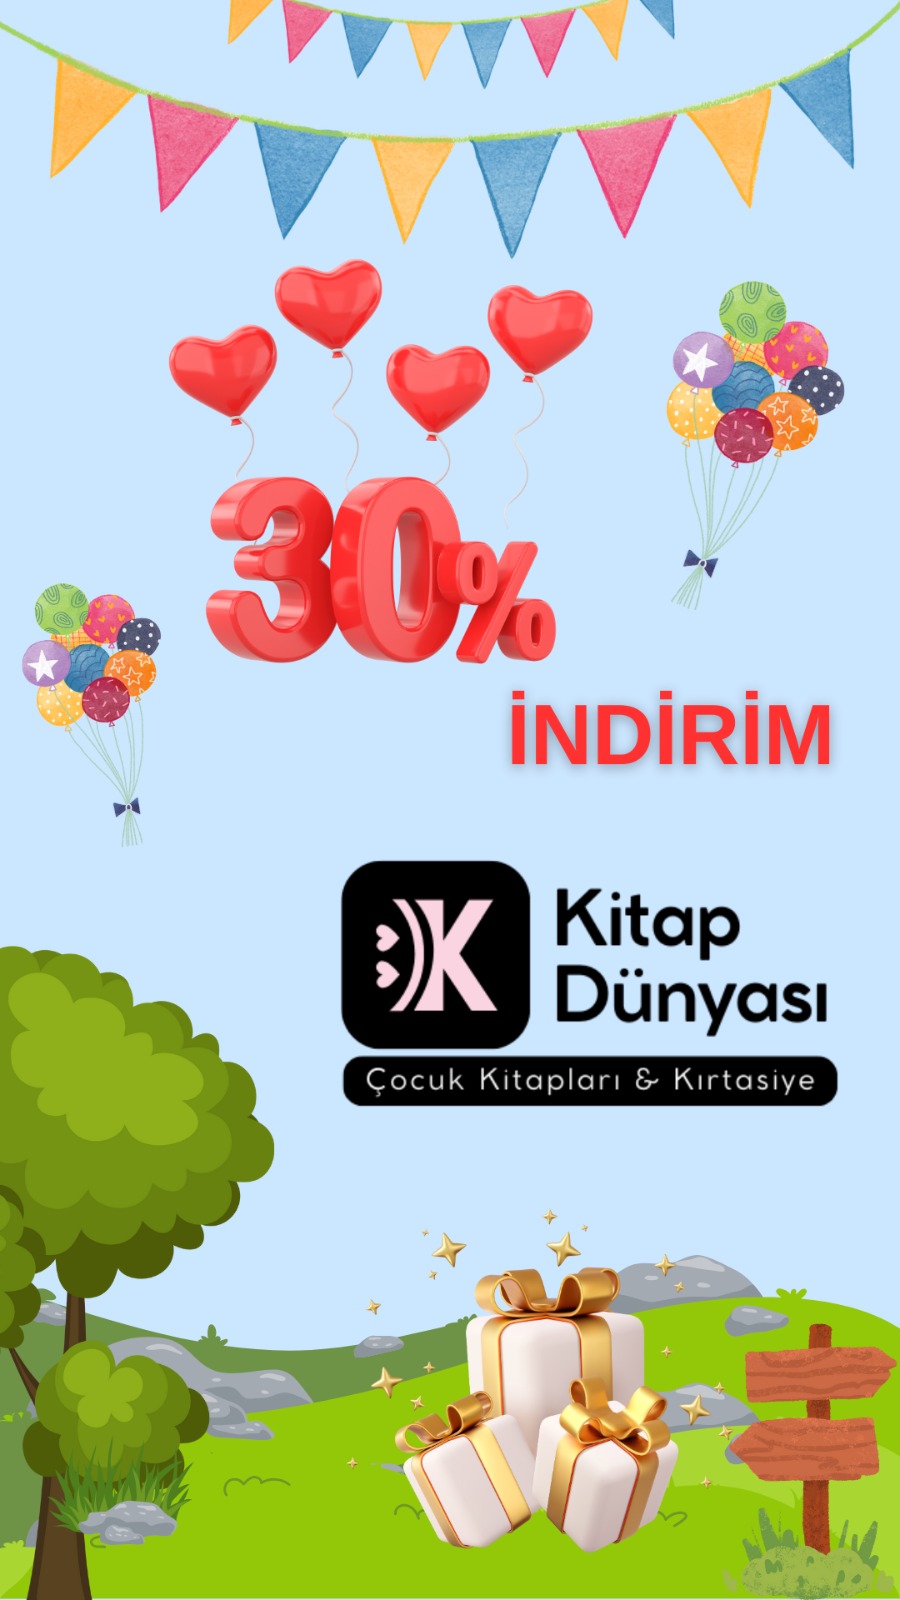 30%
İNDİRİM
K
Kitap
Dünyası
Çocuk Kitapları & Kırtasiye